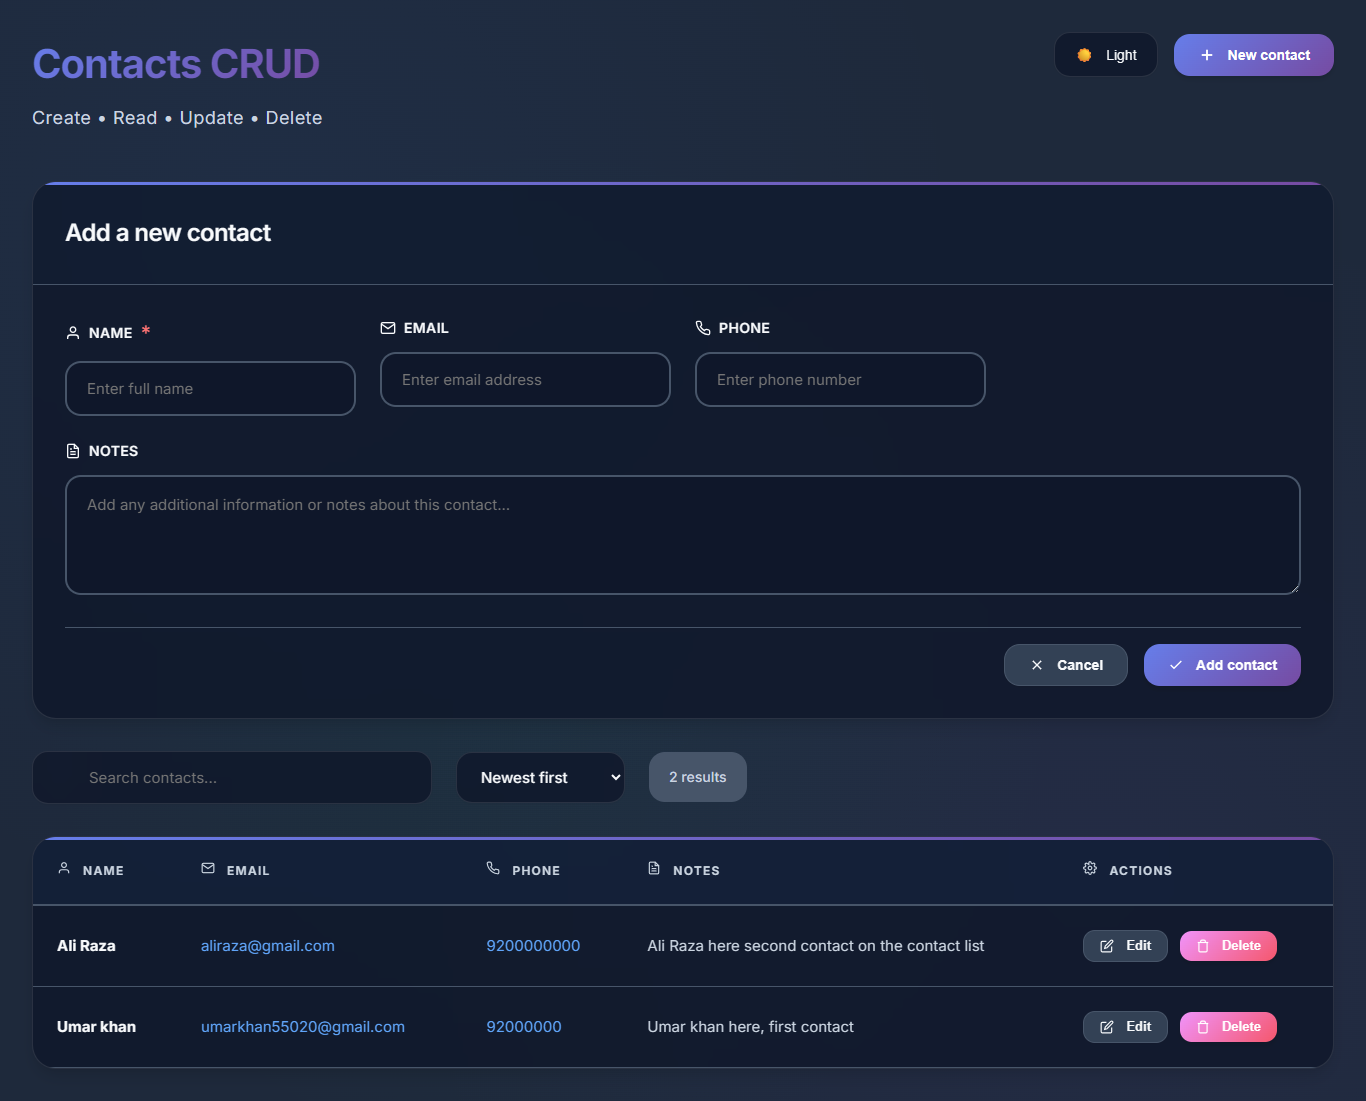 Contacts CRUD
Light
New contact
Create • Read • Update • Delete
Add a new contact
NAME *
EMAIL
PHONE
Enter full name
Enter email address
Enter phone number
NOTES
Add any additional information or notes about this contact...
Cancel
Add contact
Search contacts...
Newest first
2 results
NAME EMAIL PHONE NOTES ACTIONS
Ali Raza aliraza@gmail.com 9200000000 Ali Raza here second contact on the contact list Edit Delete
Umar khan umarkhan55020@gmail.com 92000000 Umar khan here, first contact Edit Delete